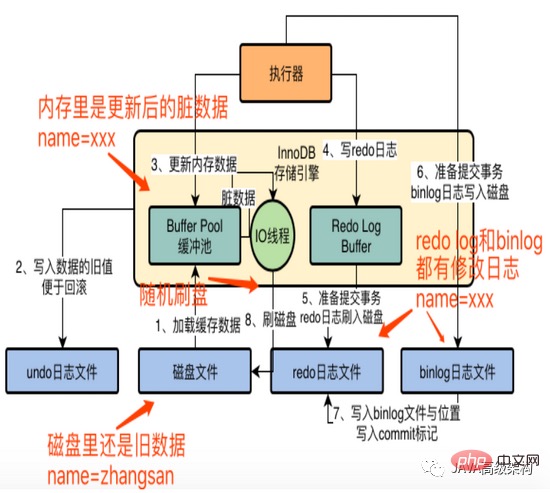 执行器
内存里是更新后的脏数据
name=xxx
InnoDB
存储引擎
3、更新内存数据
4、写redo日志
6、准备提交事务
binlog日志写入磁盘
脏数据
Buffer Pool
缓冲池
IO线程
Redo Log
Buffer
redo log和binlog
都有修改日志
name=xxx
2、写入数据的旧值
便于回滚
随机刷盘
1、加载缓存数据
8、刷磁盘
5、准备提交事务
redo日志刷入磁盘
undo日志文件
磁盘文件
redo日志文件
binlog日志文件
7、写入binlog文件与位置
写入commit标记
磁盘里还是旧数据
name=zhangsan
php中文网
JAVA高级架构